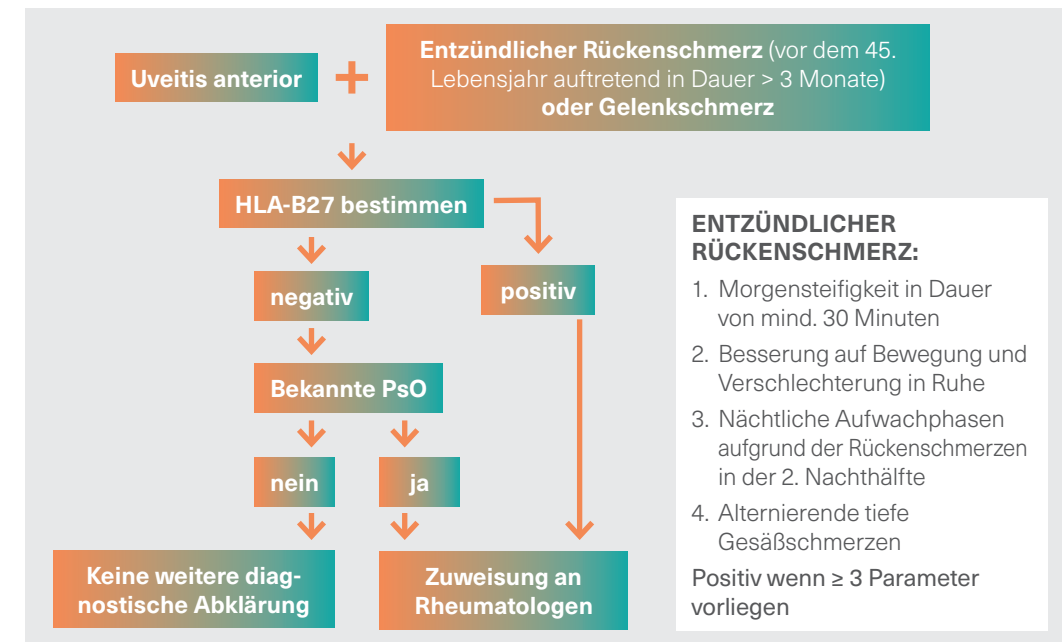 Uveitis anterior
Entzündlicher Rückenschmerz (vor dem 45.
Lebensjahr auftretend in Dauer > 3 Monate)
oder Gelenkschmerz
HLA-B27 bestimmen
negativ
positiv
Bekannte PsO
nein
ja
Keine weitere diag-
nostische Abklärung
Zuweisung an
Rheumatologen
ENTZÜNDLICHER
RÜCKENSCHMERZ:
1. Morgensteifigkeit in Dauer
von mind. 30 Minuten
2. Besserung auf Bewegung und
Verschlechterung in Ruhe
3. Nächtliche Aufwachphasen
aufgrund der Rückenschmerzen
in der 2. Nachthälfte
4. Alternierende tiefe
Gesäßschmerzen
Positiv wenn ≥ 3 Parameter
vorliegen